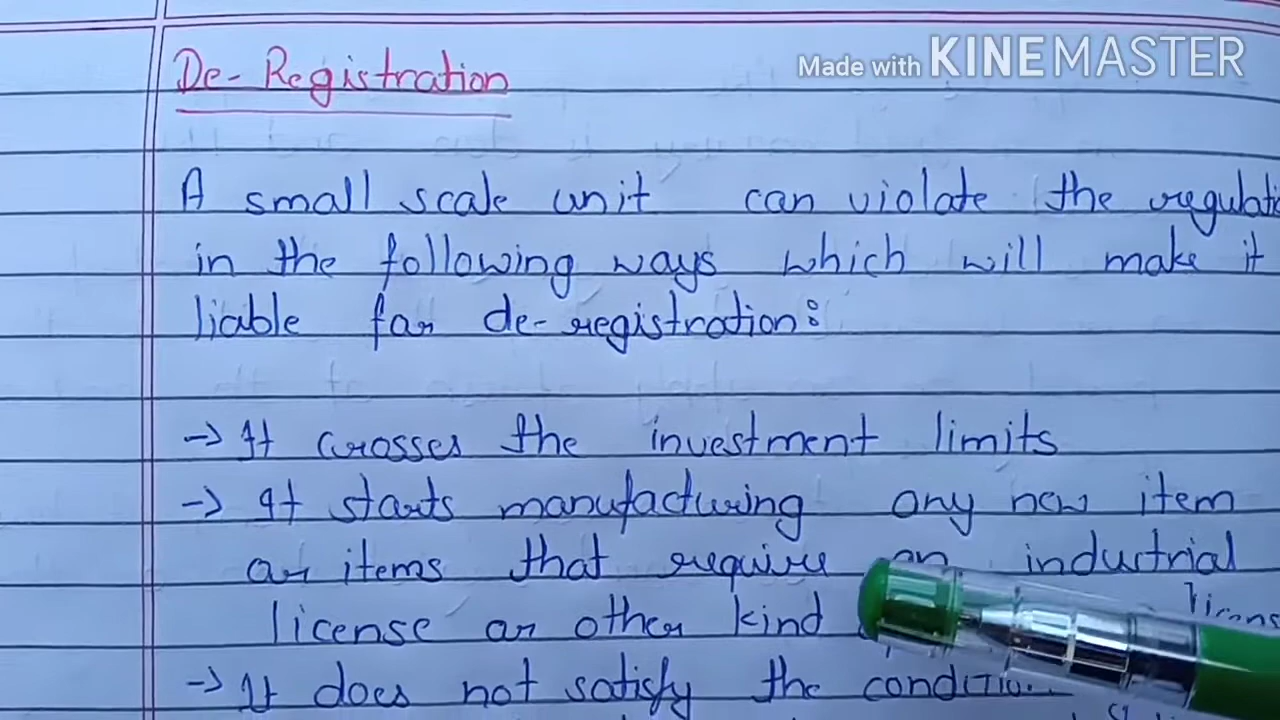 Made with KINEMASTER
De-Registration
A small scale unit can violate the
in the following ways which will make it
liable for de-registration:
→ It crosses the investment limits
→ It starts manufacturing any new item
or items that require an industrial
license or other kind
→ It does not satisfy the